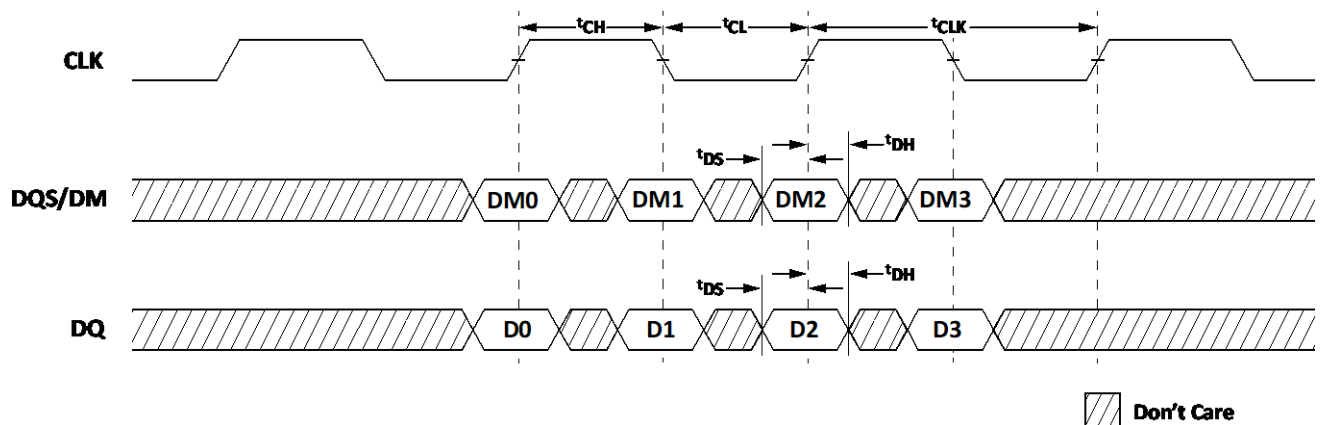 tCH tCL tCLK
CLK
tDS tDH
DQS/DM DM0 DM1 DM2 DM3
tDS tDH
DQ D0 D1 D2 D3
Don't Care